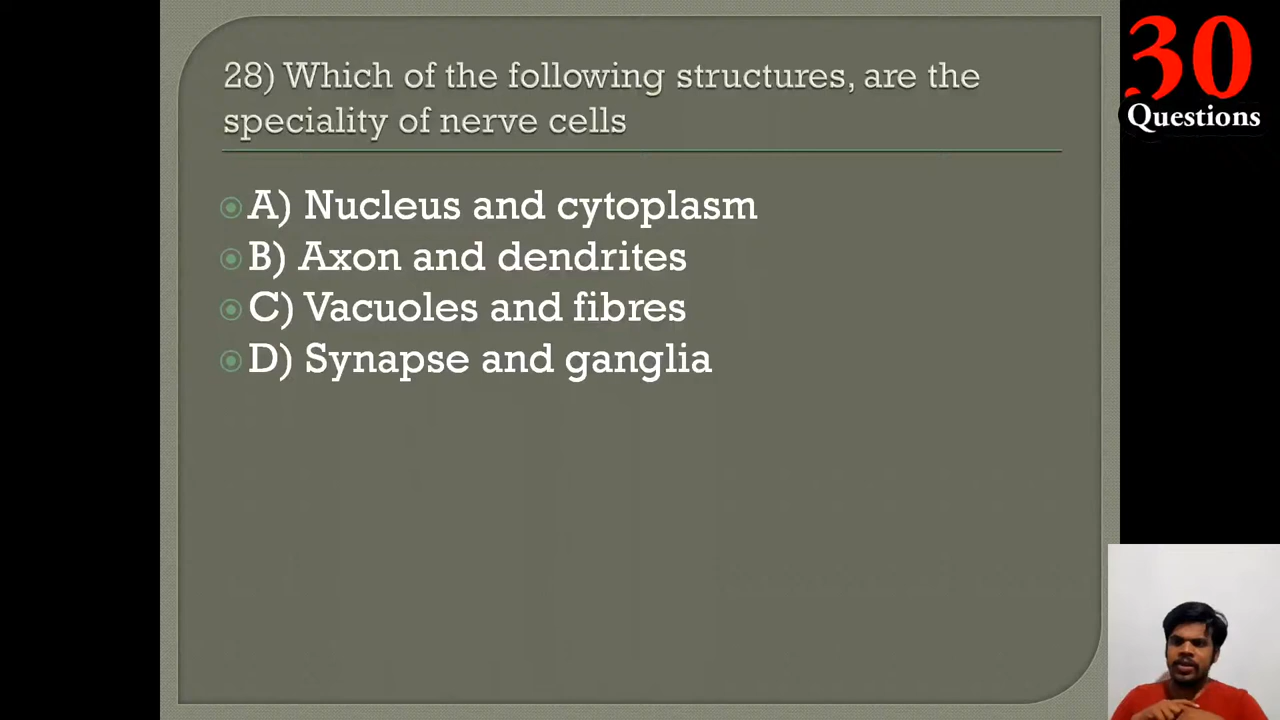 28) Which of the following structures, are the
speciality of nerve cells
A) Nucleus and cytoplasm
B) Axon and dendrites
C) Vacuoles and fibres
D) Synapse and ganglia
30
Questions